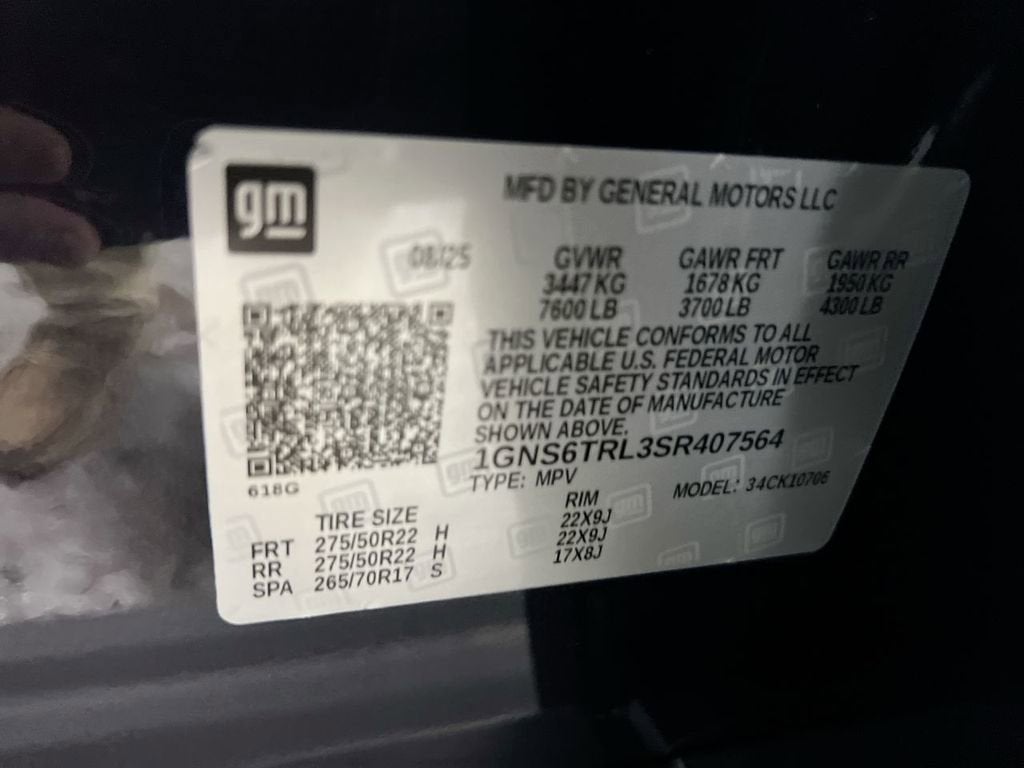 gm
MFD BY GENERAL MOTORS LLC
08/25 GVWR GAWR FRT GAWR RR
3447 KG 1678 KG 1950 KG
7600 LB 3700 LB 4300 LB
THIS VEHICLE CONFORMS TO ALL
APPLICABLE U.S. FEDERAL MOTOR
VEHICLE SAFETY STANDARDS IN EFFECT
ON THE DATE OF MANUFACTURE
SHOWN ABOVE.
1GNS6TRL3SR407564
618G
TYPE: MPV MODEL: 34CK10706
TIRE SIZE RIM
FRT 275/50R22 H 22X9J
RR 275/50R22 H 22X9J
SPA 265/70R17 S 17X8J